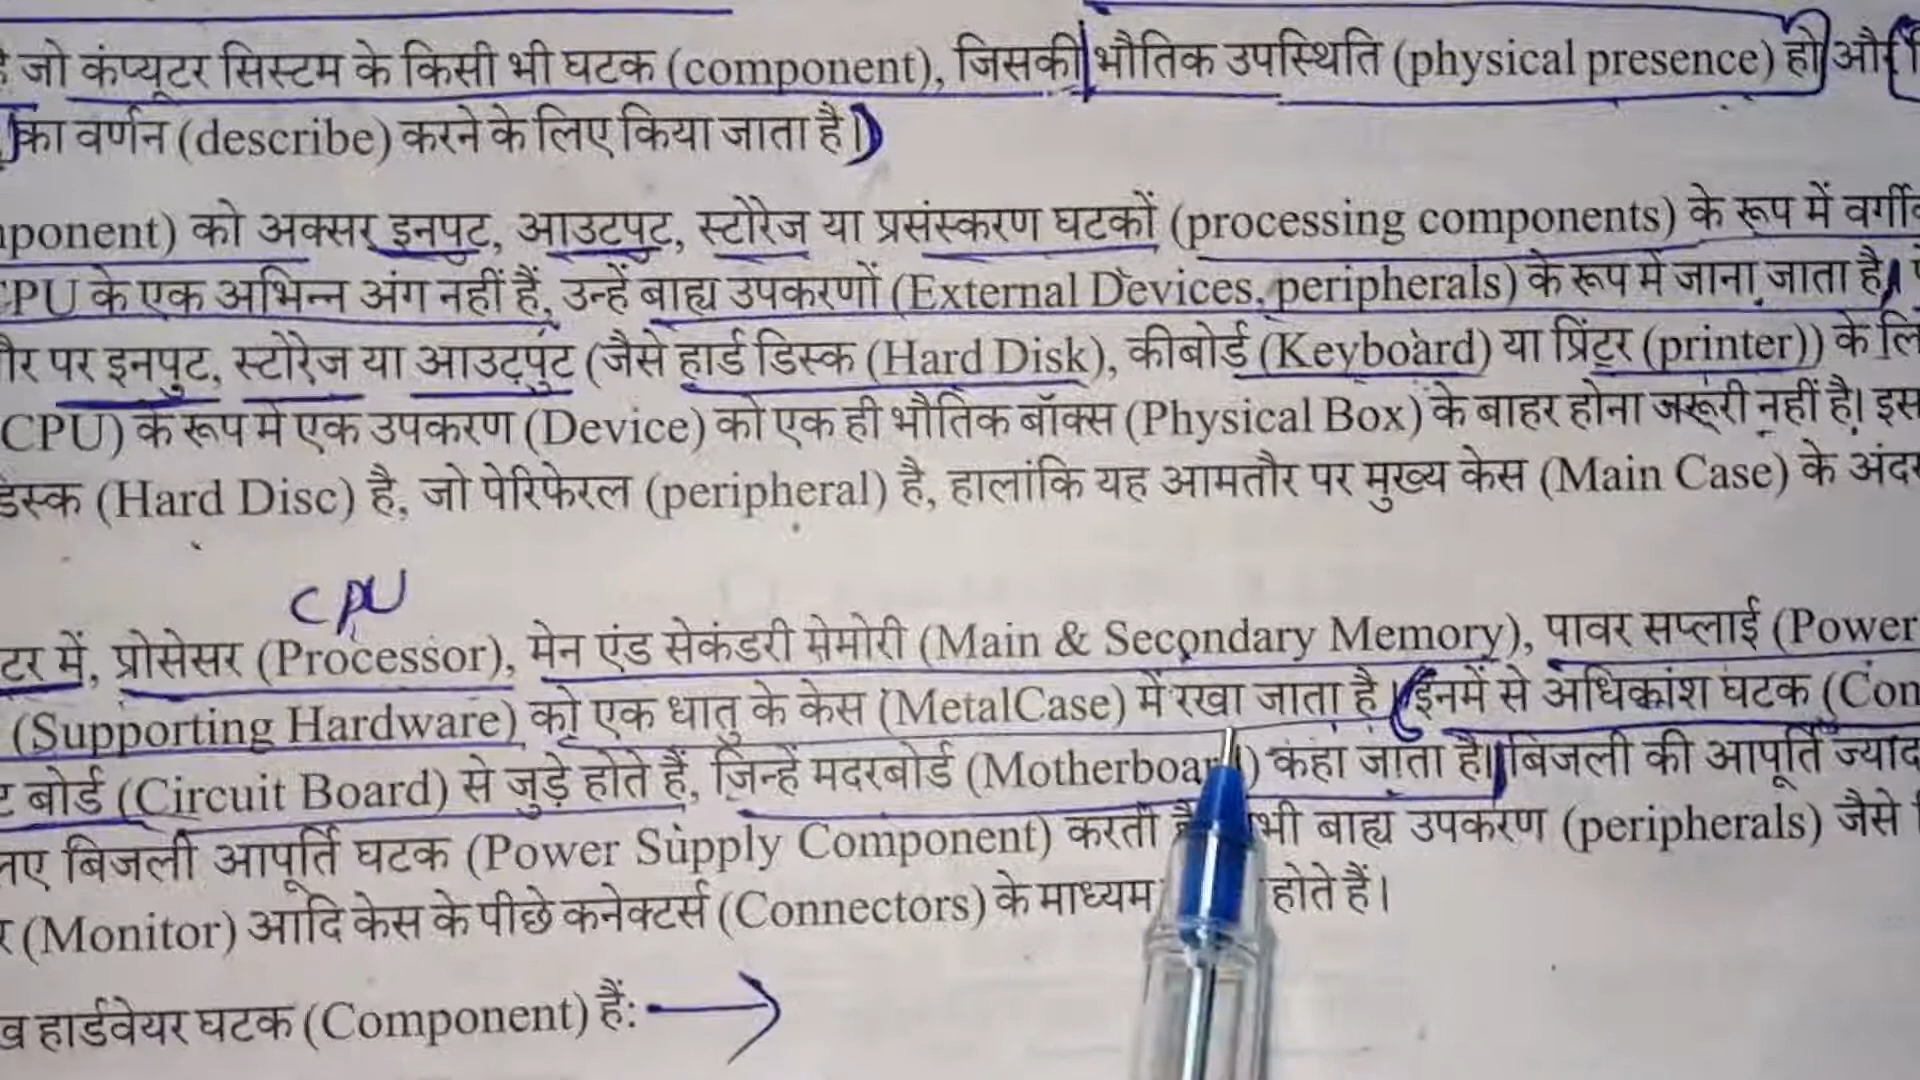 है जो कंप्यूटर सिस्टम के किसी भी घटक (component), जिसकी भौतिक उपस्थिति (physical presence) हो और
का वर्णन (describe) करने के लिए किया जाता है।
ponent) को अक्सर इनपुट, आउटपुट, स्टोरेज या प्रसंस्करण घटकों (processing components) के रूप में
CPU के एक अभिन्न अंग नहीं हैं, उन्हें बाह्य उपकरणों (External Devices, peripherals) के रूप में जाना जाता है।
पर इनपुट, स्टोरेज या आउटपुट (जैसे हार्ड डिस्क (Hard Disk), कीबोर्ड (Keyboard) या प्रिंटर (printer)) के
CPU) के रूप में एक उपकरण (Device) को एक ही भौतिक बॉक्स (Physical Box) के बाहर होना जरूरी नहीं है। इस
(Hard Disc) है, जो पेरिफेरल (peripheral) है, हालांकि यह आमतौर पर मुख्य केस (Main Case) के अंदर
CPU
टर में, प्रोसेसर (Processor), मेन एंड सेकंडरी मेमोरी (Main & Secondary Memory), पावर सप्लाई (Power
(Supporting Hardware) को एक धातु के केस (MetalCase) में रखा जाता है। इनमें से अधिकांश घटक (Con
बोर्ड (Circuit Board) से जुड़े होते हैं, जिन्हें मदरबोर्ड (Motherboard) कहा जाता है। बिजली की आपूर्ति ज्याद
लिए बिजली आपूर्ति घटक (Power Supply Component) करती भी बाह्य उपकरण (peripherals) जैसे
र (Monitor) आदि केस के पीछे कनेक्टर्स (Connectors) के माध्यम होते हैं।
ख हार्डवेयर घटक (Component) हैं: